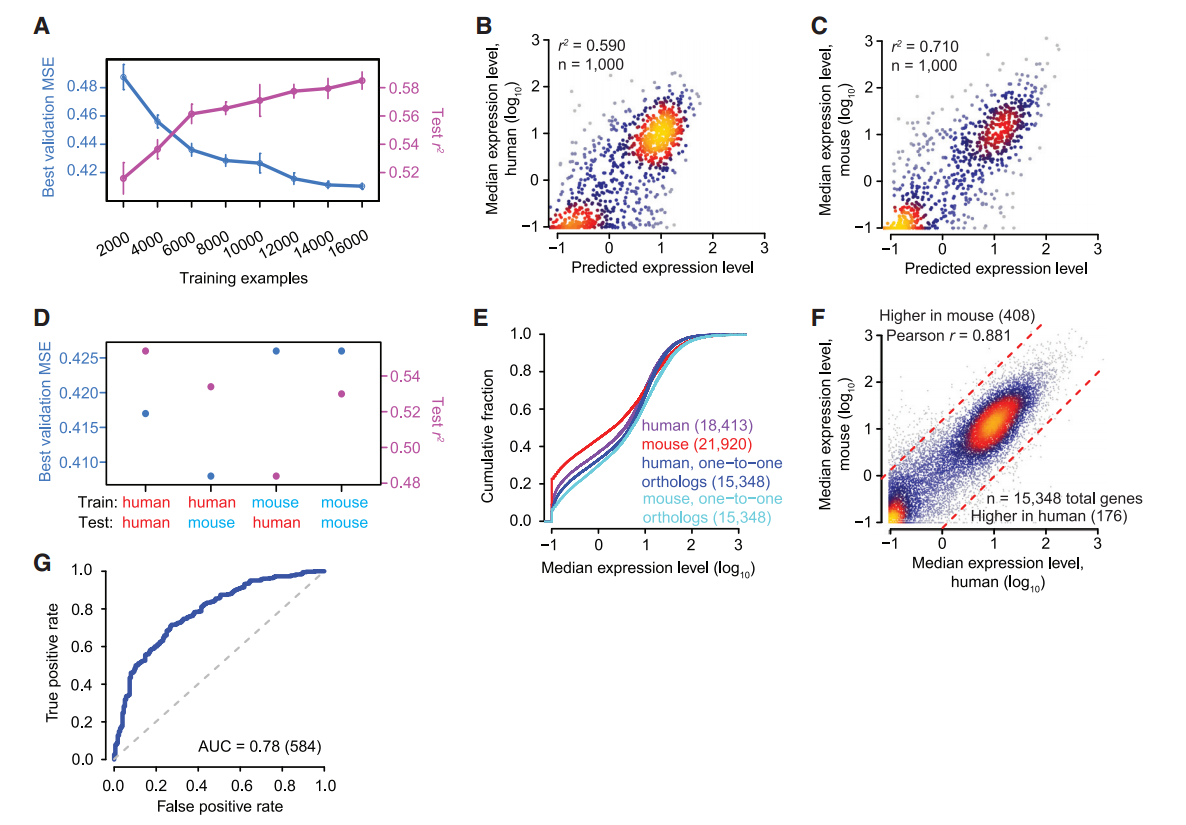 A
Best validation MSE
0.48
0.46
0.44
0.42
0.58
0.56
0.54
0.52
Test r²
2000 4000 6000 8000 10000 12000 14000 16000
Training examples
B
Median expression level,
human (log₁₀)
r² = 0.590
n = 1,000
3
2
1
0
−1
−1 0 1 2 3
Predicted expression level
C
Median expression level,
mouse (log₁₀)
r² = 0.710
n = 1,000
3
2
1
0
−1
−1 0 1 2 3
Predicted expression level
D
Best validation MSE
0.425
0.420
0.415
0.410
0.54
0.52
0.50
0.48
Test r²
Train: human human mouse mouse
Test: human mouse human mouse
E
Cumulative fraction
1.0
0.8
0.6
0.4
0.2
0.0
human (18,413)
mouse (21,920)
human, one−to−one
orthologs (15,348)
mouse, one−to−one
orthologs (15,348)
−1 0 1 2 3
Median expression level (log₁₀)
F
Higher in mouse (408)
Pearson r = 0.881
Median expression level,
mouse (log₁₀)
3
2
1
0
−1
n = 15,348 total genes
Higher in human (176)
−1 0 1 2 3
Median expression level,
human (log₁₀)
G
True positive rate
1.0
0.8
0.6
0.4
0.2
0.0
AUC = 0.78 (584)
0.0 0.2 0.4 0.6 0.8 1.0
False positive rate